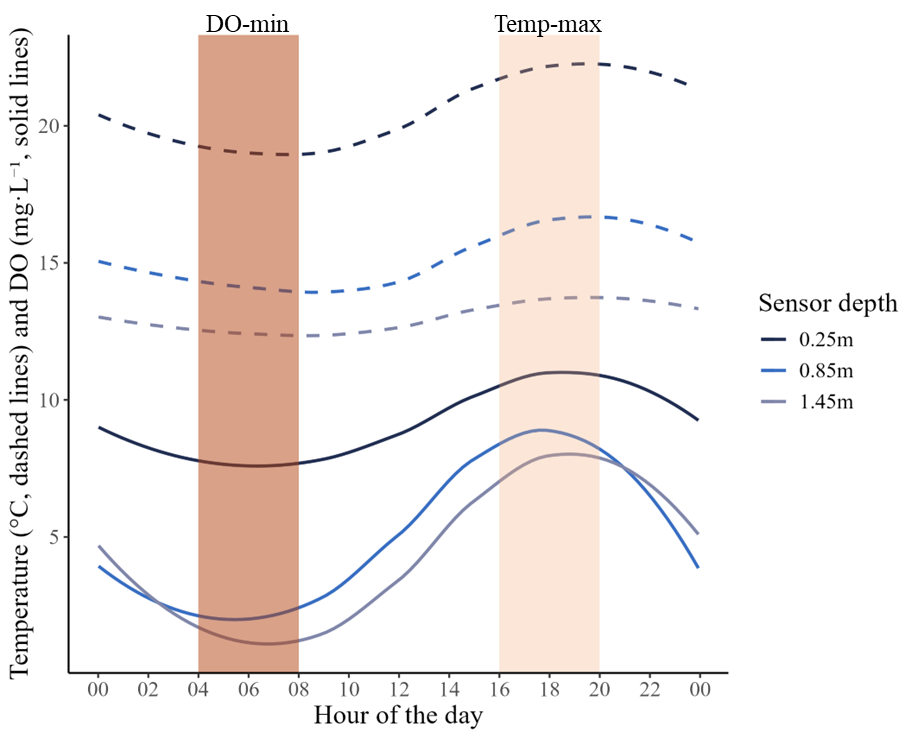 DO-min
Temp-max
Temperature (°C, dashed lines) and DO (mg·L⁻¹, solid lines)
20
15
10
5
00 02 04 06 08 10 12 14 16 18 20 22 00
Hour of the day
Sensor depth
0.25m
0.85m
1.45m